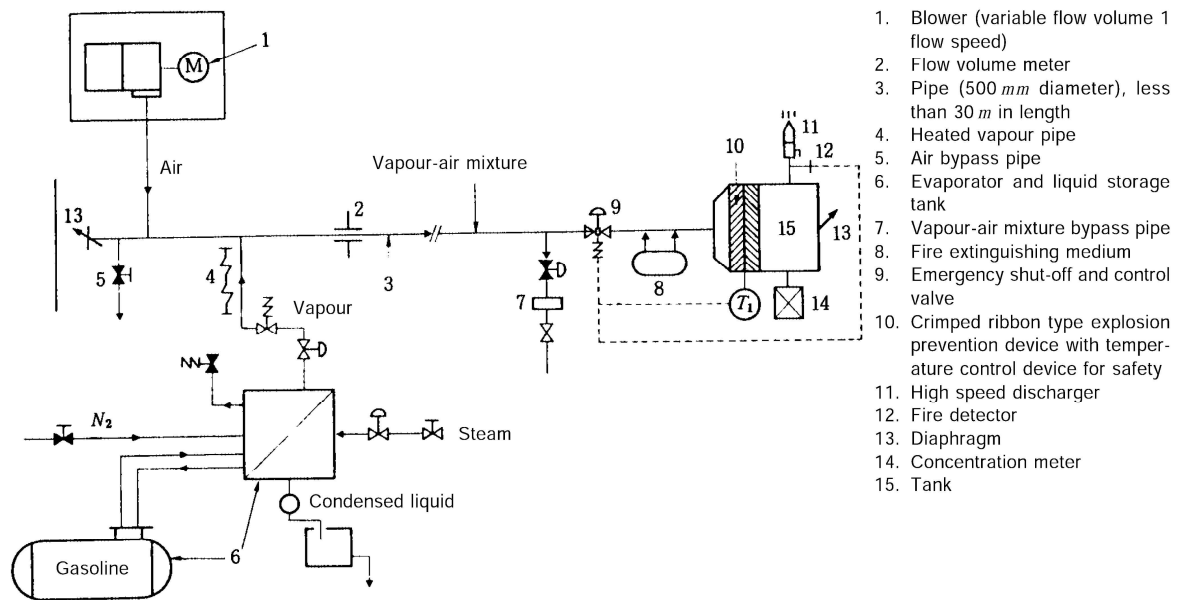 1
M
Air
13
5
4
2
Vapour-air mixture
3
7
9
8
10
11
12
15
13
T₁
14
Vapour
N₂
Steam
Condensed liquid
6
Gasoline
1. Blower (variable flow volume 1
flow speed)
2. Flow volume meter
3. Pipe (500 mm diameter), less
than 30 m in length
4. Heated vapour pipe
5. Air bypass pipe
6. Evaporator and liquid storage
tank
7. Vapour-air mixture bypass pipe
8. Fire extinguishing medium
9. Emergency shut-off and control
valve
10. Crimped ribbon type explosion
prevention device with temper-
ature control device for safety
11. High speed discharger
12. Fire detector
13. Diaphragm
14. Concentration meter
15. Tank